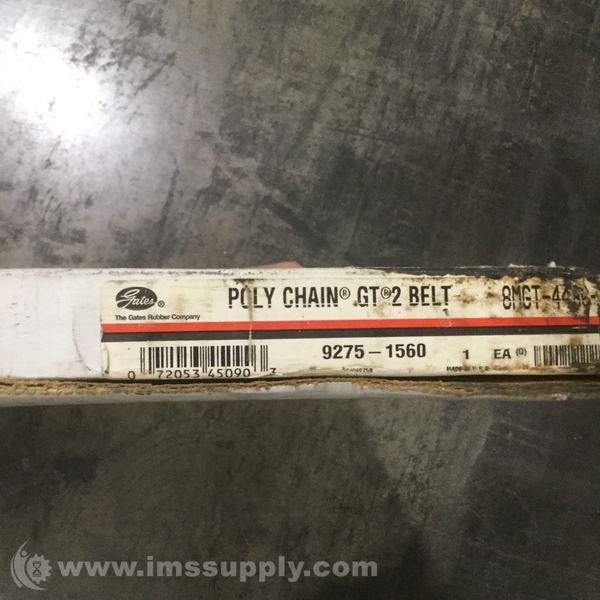 Gates®
The Gates Rubber Company
POLY CHAIN® GT®2 BELT
9275-1560 1 EA (0)
0 72053 45090 3
www.imssupply.com